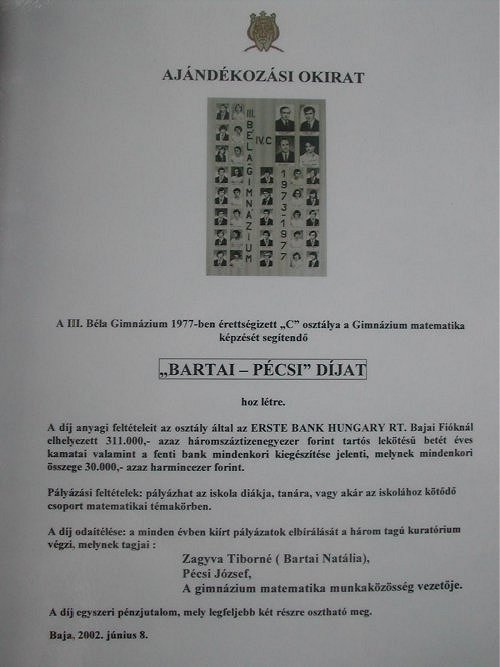 AJÁNDÉKOZÁSI OKIRAT
III. BÉLA-GIMNÁZIUM
IV.C
1973-1977
A III. Béla Gimnázium 1977-ben érettségizett „C” osztálya a Gimnázium matematika
képzését segítendő
„BARTAI – PÉCSI” DÍJAT
hoz létre.
A díj anyagi feltételeit az osztály által az ERSTE BANK HUNGARY RT. Bajai Fióknál
elhelyezett 311.000,- azaz háromszáztizenegyezer forint tartós lekötésű betét éves
kamatai valamint a fenti bank mindenkori kiegészítése jelenti, melynek mindenkori
összege 30.000,- azaz harmincezer forint.
Pályázási feltételek: pályázhat az iskola diákja, tanára, vagy akár az iskolához kötődő
csoport matematikai témakörben.
A díj odaítélése: a minden évben kiírt pályázatok elbírálását a három tagú kuratórium
végzi, melynek tagjai :
Zagyva Tiborné ( Bartai Natália),
Pécsi József,
A gimnázium matematika munkaközösség vezetője.
A díj egyszeri pénzjutalom, mely legfeljebb két részre osztható meg.
Baja, 2002. június 8.